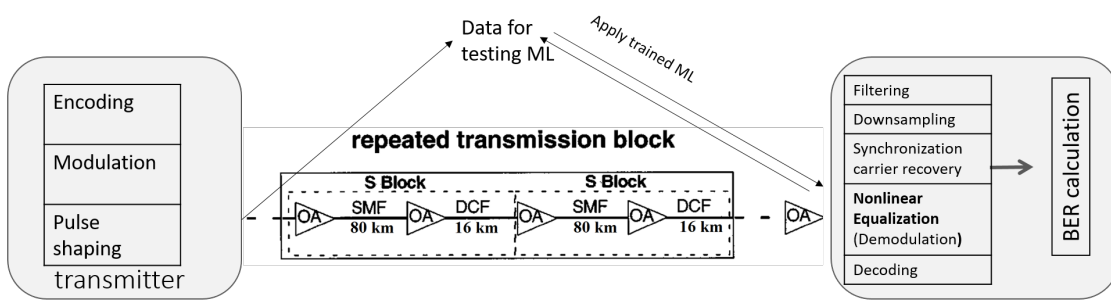 Data for
testing ML
Apply trained ML
Encoding
Modulation
Pulse
shaping
transmitter
repeated transmission block
S Block
S Block
OA SMF OA DCF OA SMF OA DCF OA
80 km 16 km 80 km 16 km
Filtering
Downsampling
Synchronization
carrier recovery
Nonlinear
Equalization
(Demodulation)
Decoding
BER calculation